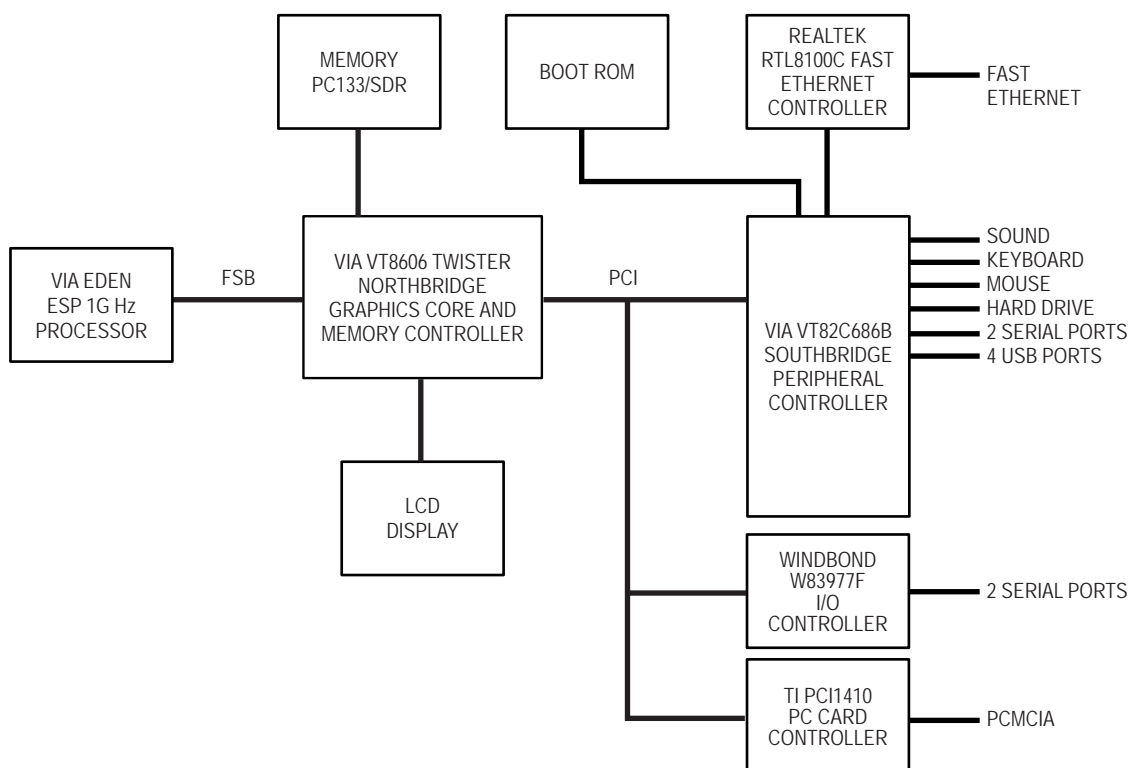 MEMORY
PC133/SDR
BOOT ROM
REALTEK
RTL8100C FAST
ETHERNET
CONTROLLER
FAST
ETHERNET
VIA EDEN
ESP 1G Hz
PROCESSOR
FSB
VIA VT8606 TWISTER
NORTHBRIDGE
GRAPHICS CORE AND
MEMORY CONTROLLER
PCI
VIA VT82C686B
SOUTHBRIDGE
PERIPHERAL
CONTROLLER
SOUND
KEYBOARD
MOUSE
HARD DRIVE
2 SERIAL PORTS
4 USB PORTS
LCD
DISPLAY
WINDBOND
W83977F
I/O
CONTROLLER
2 SERIAL PORTS
TI PCI1410
PC CARD
CONTROLLER
PCMCIA